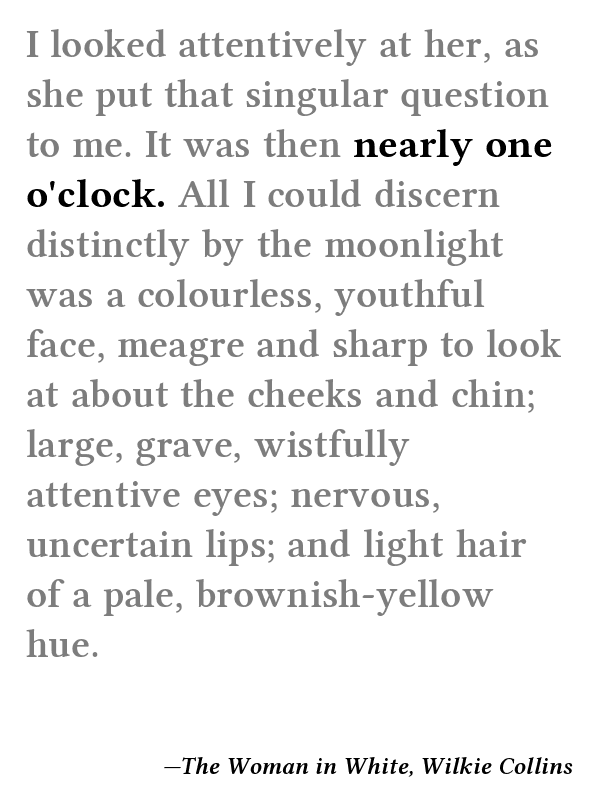 I looked attentively at her, as
she put that singular question
to me. It was then nearly one
o'clock. All I could discern
distinctly by the moonlight
was a colourless, youthful
face, meagre and sharp to look
at about the cheeks and chin;
large, grave, wistfully
attentive eyes; nervous,
uncertain lips; and light hair
of a pale, brownish-yellow
hue.
—The Woman in White, Wilkie Collins